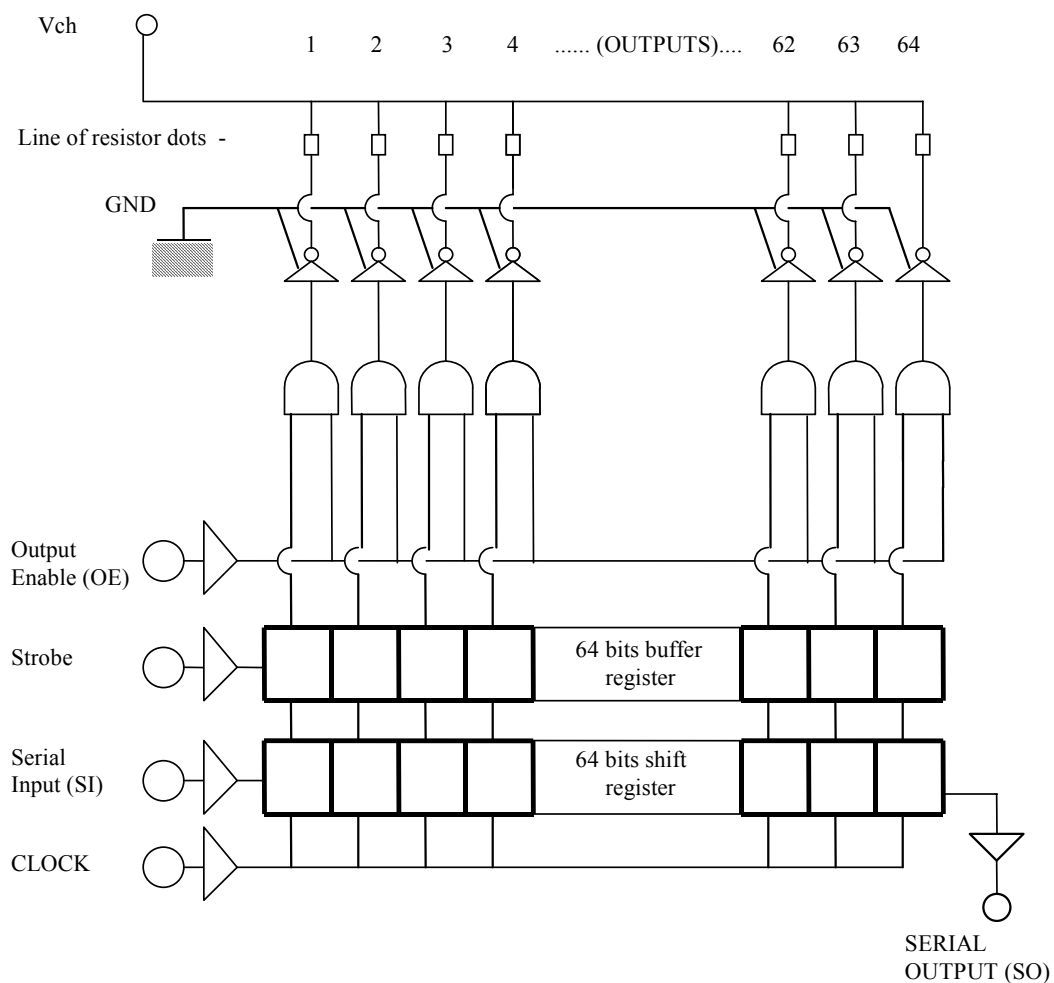 Vch
1 2 3 4 ...... (OUTPUTS).... 62 63 64
Line of resistor dots -
GND
Output
Enable (OE)
Strobe
64 bits buffer
register
Serial
Input (SI)
64 bits shift
register
CLOCK
SERIAL
OUTPUT (SO)